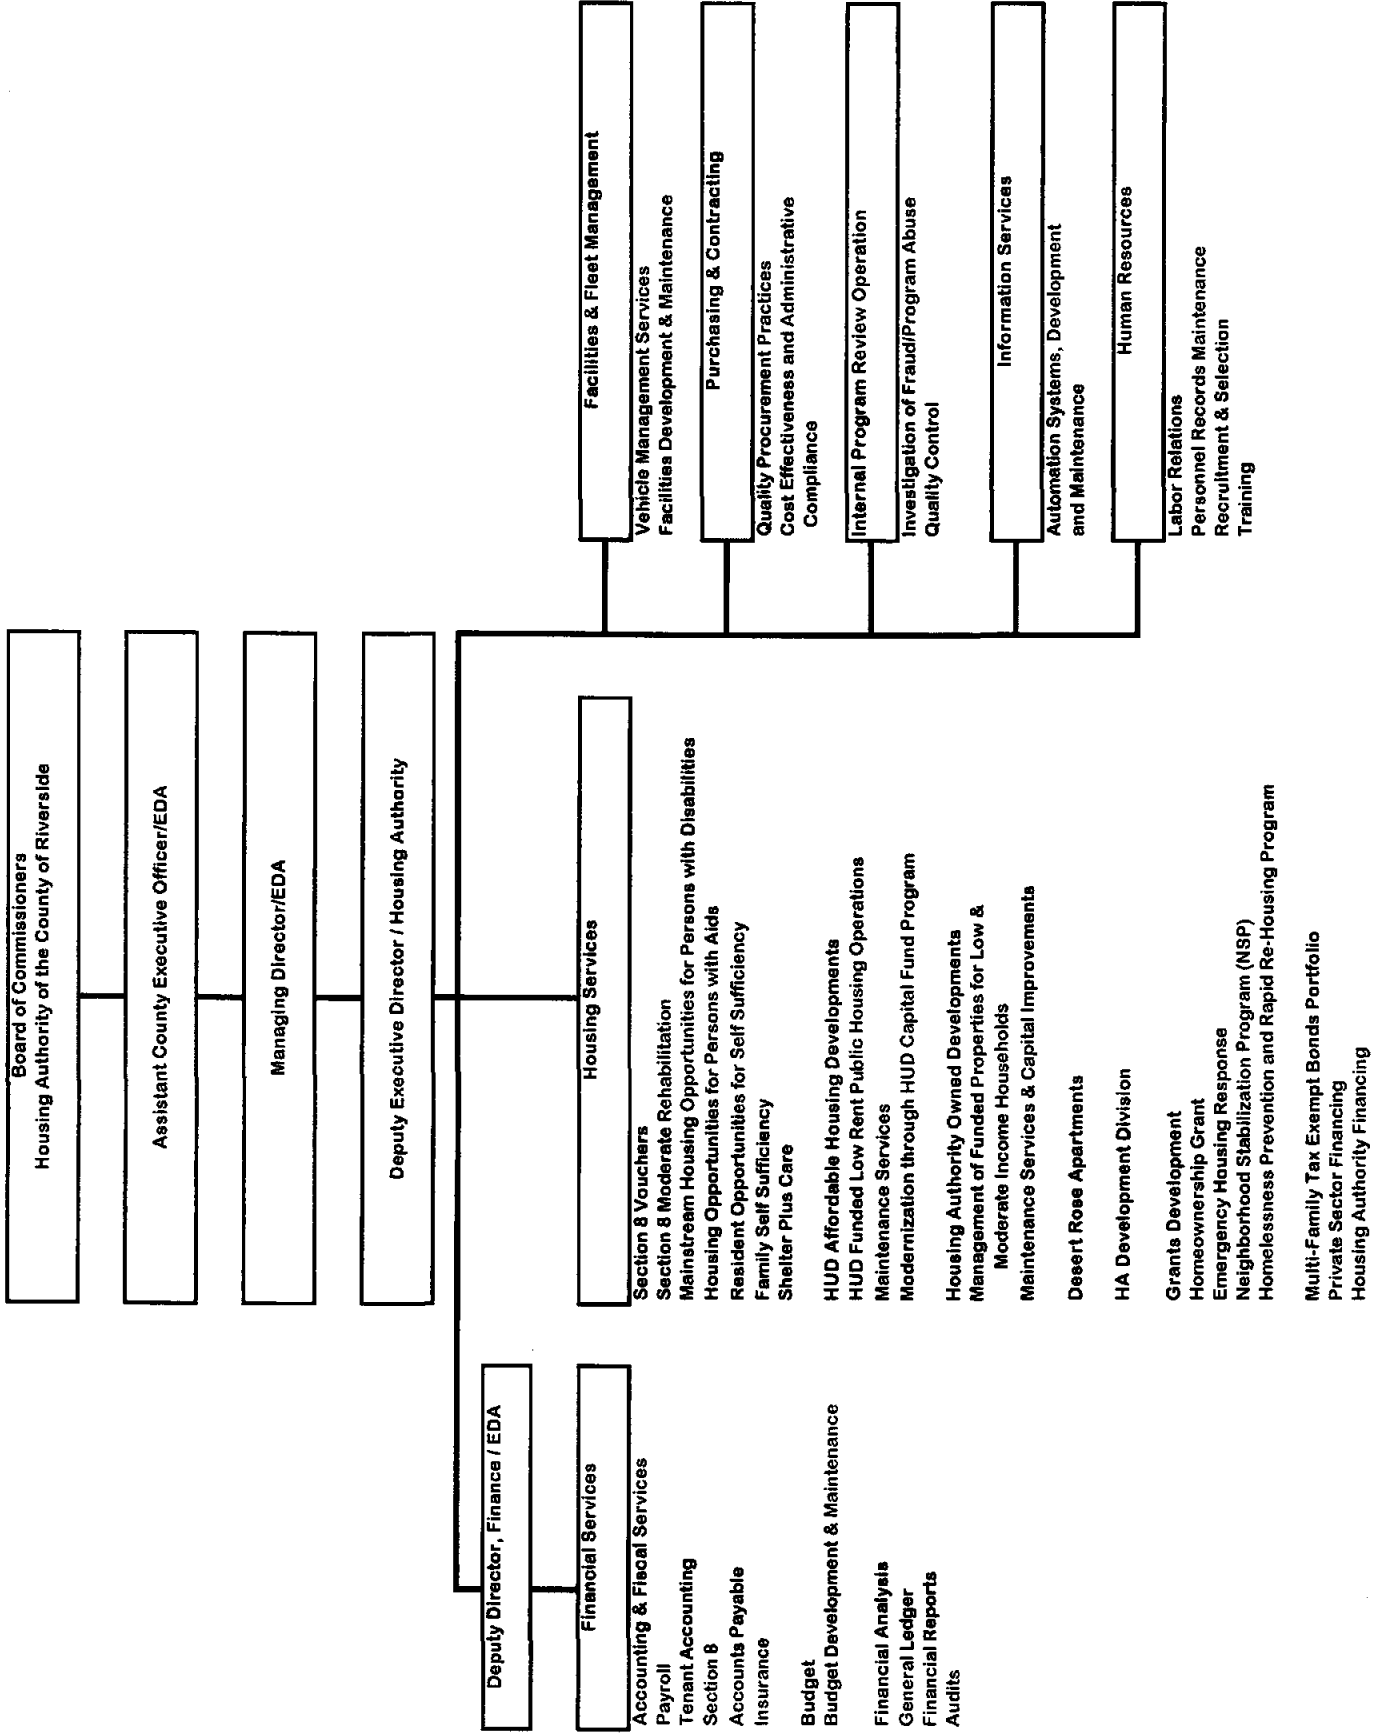 Board of Commissioners
Housing Authority of the County of Riverside
Assistant County Executive Officer/EDA
Managing Director/EDA
Deputy Executive Director / Housing Authority
Deputy Director, Finance / EDA
Financial Services
Accounting & Fiscal Services
Payroll
Tenant Accounting
Section 8
Accounts Payable
Insurance
Budget
Budget Development & Maintenance
Financial Analysis
General Ledger
Financial Reports
Audits
Housing Services
Section 8 Vouchers
Section 8 Moderate Rehabilitation
Mainstream Housing Opportunities for Persons with Disabilities
Housing Opportunities for Persons with Aids
Resident Opportunities for Self Sufficiency
Family Self Sufficiency
Shelter Plus Care
HUD Affordable Housing Developments
HUD Funded Low Rent Public Housing Operations
Maintenance Services
Modernization through HUD Capital Fund Program
Housing Authority Owned Developments
Management of Funded Properties for Low &
Moderate Income Households
Maintenance Services & Capital Improvements
Desert Rose Apartments
HA Development Division
Grants Development
Homeownership Grant
Emergency Housing Response
Neighborhood Stabilization Program (NSP)
Homelessness Prevention and Rapid Re-Housing Program
Multi-Family Tax Exempt Bonds Portfolio
Private Sector Financing
Housing Authority Financing
Facilities & Fleet Management
Vehicle Management Services
Facilities Development & Maintenance
Purchasing & Contracting
Quality Procurement Practices
Cost Effectiveness and Administrative
Compliance
Internal Program Review Operation
Investigation of Fraud/Program Abuse
Quality Control
Information Services
Automation Systems, Development
and Maintenance
Human Resources
Labor Relations
Personnel Records Maintenance
Recruitment & Selection
Training